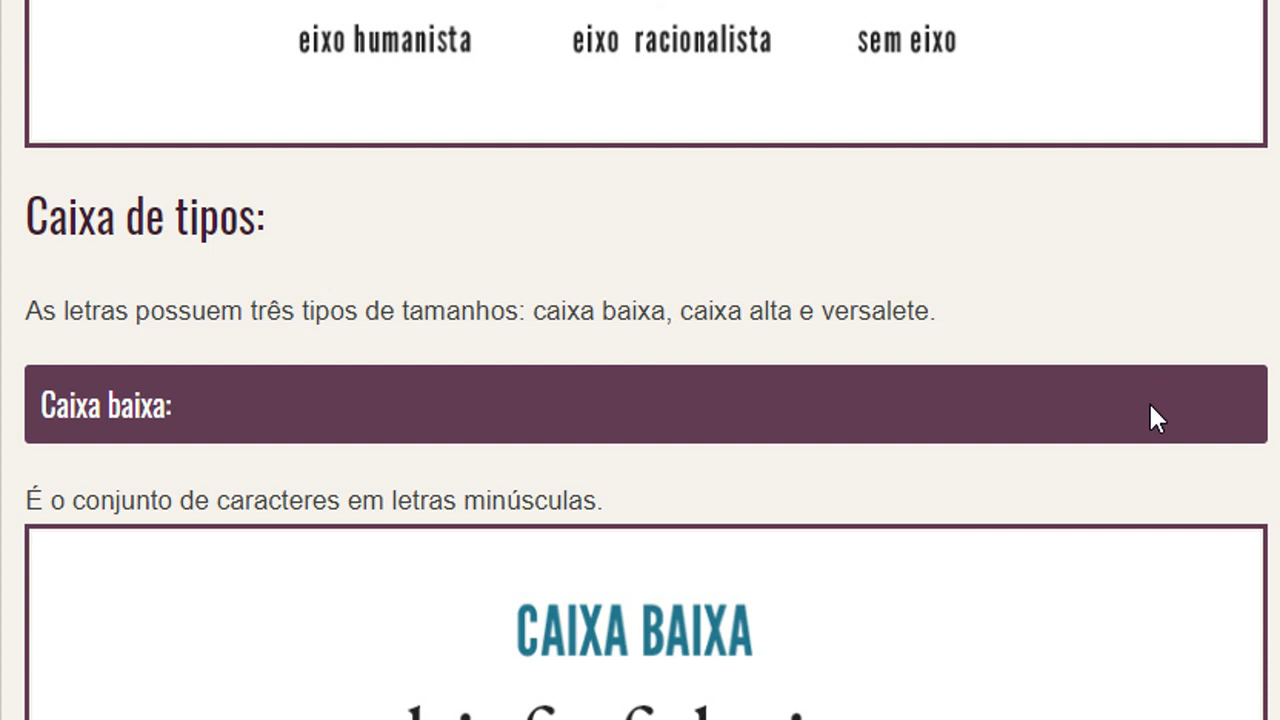 eixo humanista eixo racionalista sem eixo
Caixa de tipos:
As letras possuem três tipos de tamanhos: caixa baixa, caixa alta e versalete.
Caixa baixa:
É o conjunto de caracteres em letras minúsculas.
CAIXA BAIXA